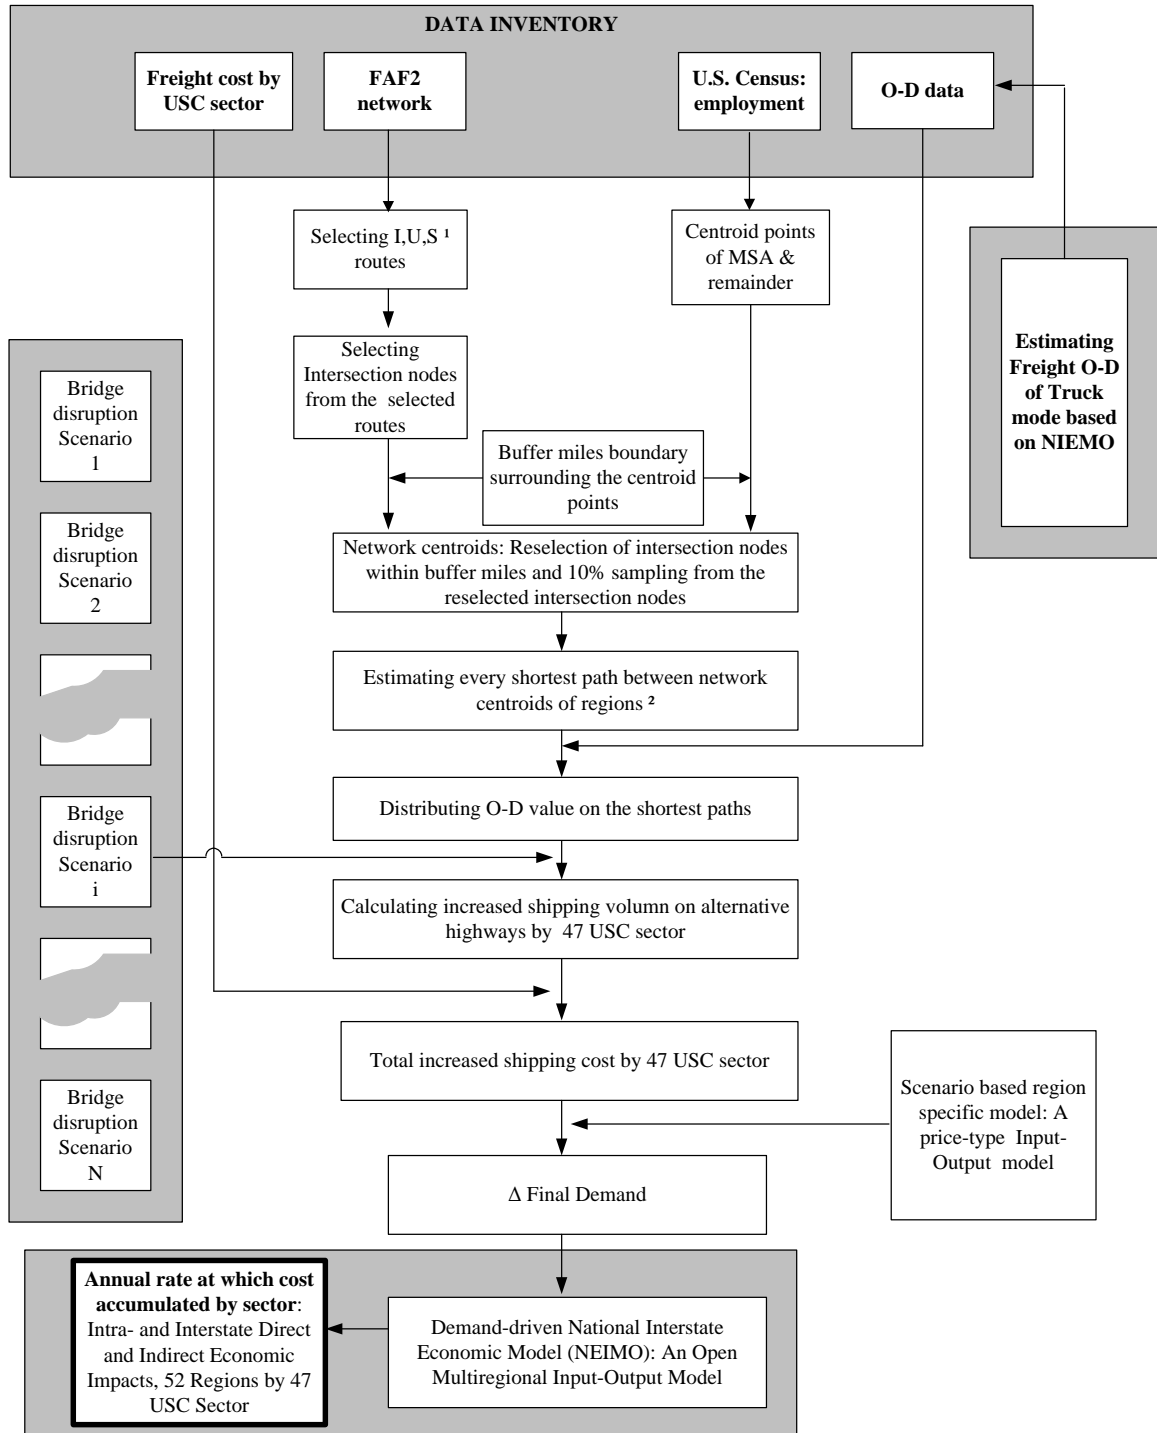 DATA INVENTORY
Freight cost by
USC sector
FAF2
network
U.S. Census:
employment
O-D data
Selecting I,U,S ¹
routes
Centroid points
of MSA &
remainder
Estimating
Freight O-D
of Truck
mode based
on NIEMO
Selecting
Intersection nodes
from the selected
routes
Bridge
disruption
Scenario
1
Buffer miles boundary
surrounding the centroid
points
Bridge
disruption
Scenario
2
Network centroids: Reselection of intersection nodes
within buffer miles and 10% sampling from the
reselected intersection nodes
Estimating every shortest path between network
centroids of regions ²
Distributing O-D value on the shortest paths
Bridge
disruption
Scenario
i
Calculating increased shipping volumn on alternative
highways by 47 USC sector
Total increased shipping cost by 47 USC sector
Scenario based region
specific model: A
price-type Input-
Output model
Bridge
disruption
Scenario
N
Δ Final Demand
Annual rate at which cost
accumulated by sector:
Intra- and Interstate Direct
and Indirect Economic
Impacts, 52 Regions by 47
USC Sector
Demand-driven National Interstate
Economic Model (NEIMO): An Open
Multiregional Input-Output Model